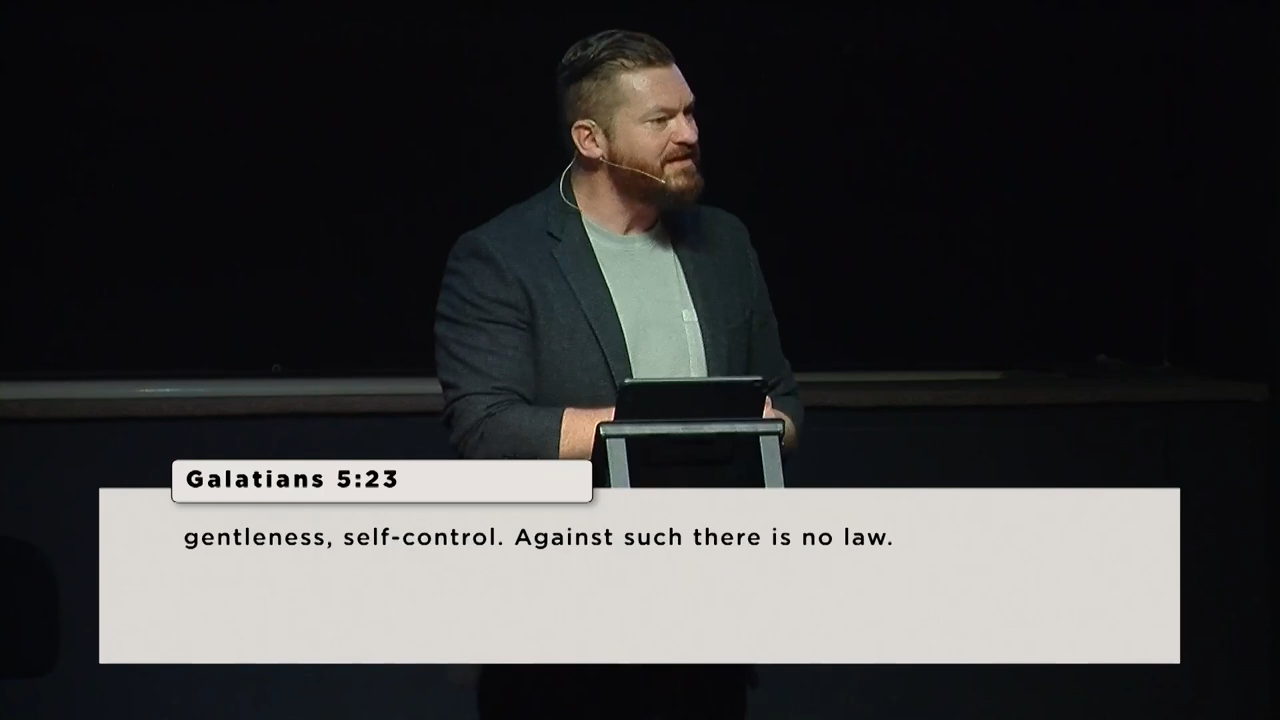 Galatians 5:23
gentleness, self-control. Against such there is no law.